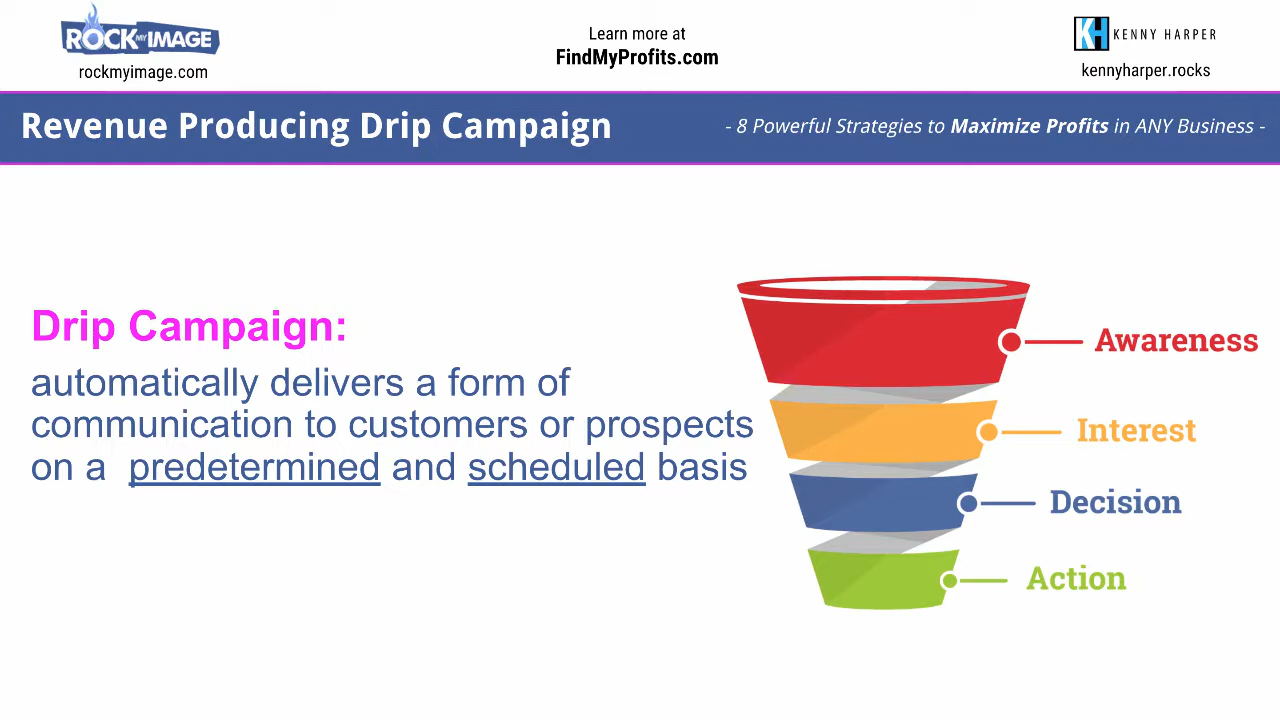 ROCK MY IMAGE
rockmyimage.com
Learn more at
FindMyProfits.com
KH KENNY HARPER
kennyharper.rocks
Revenue Producing Drip Campaign
- 8 Powerful Strategies to Maximize Profits in ANY Business -
Drip Campaign:
automatically delivers a form of
communication to customers or prospects
on a predetermined and scheduled basis
Awareness
Interest
Decision
Action